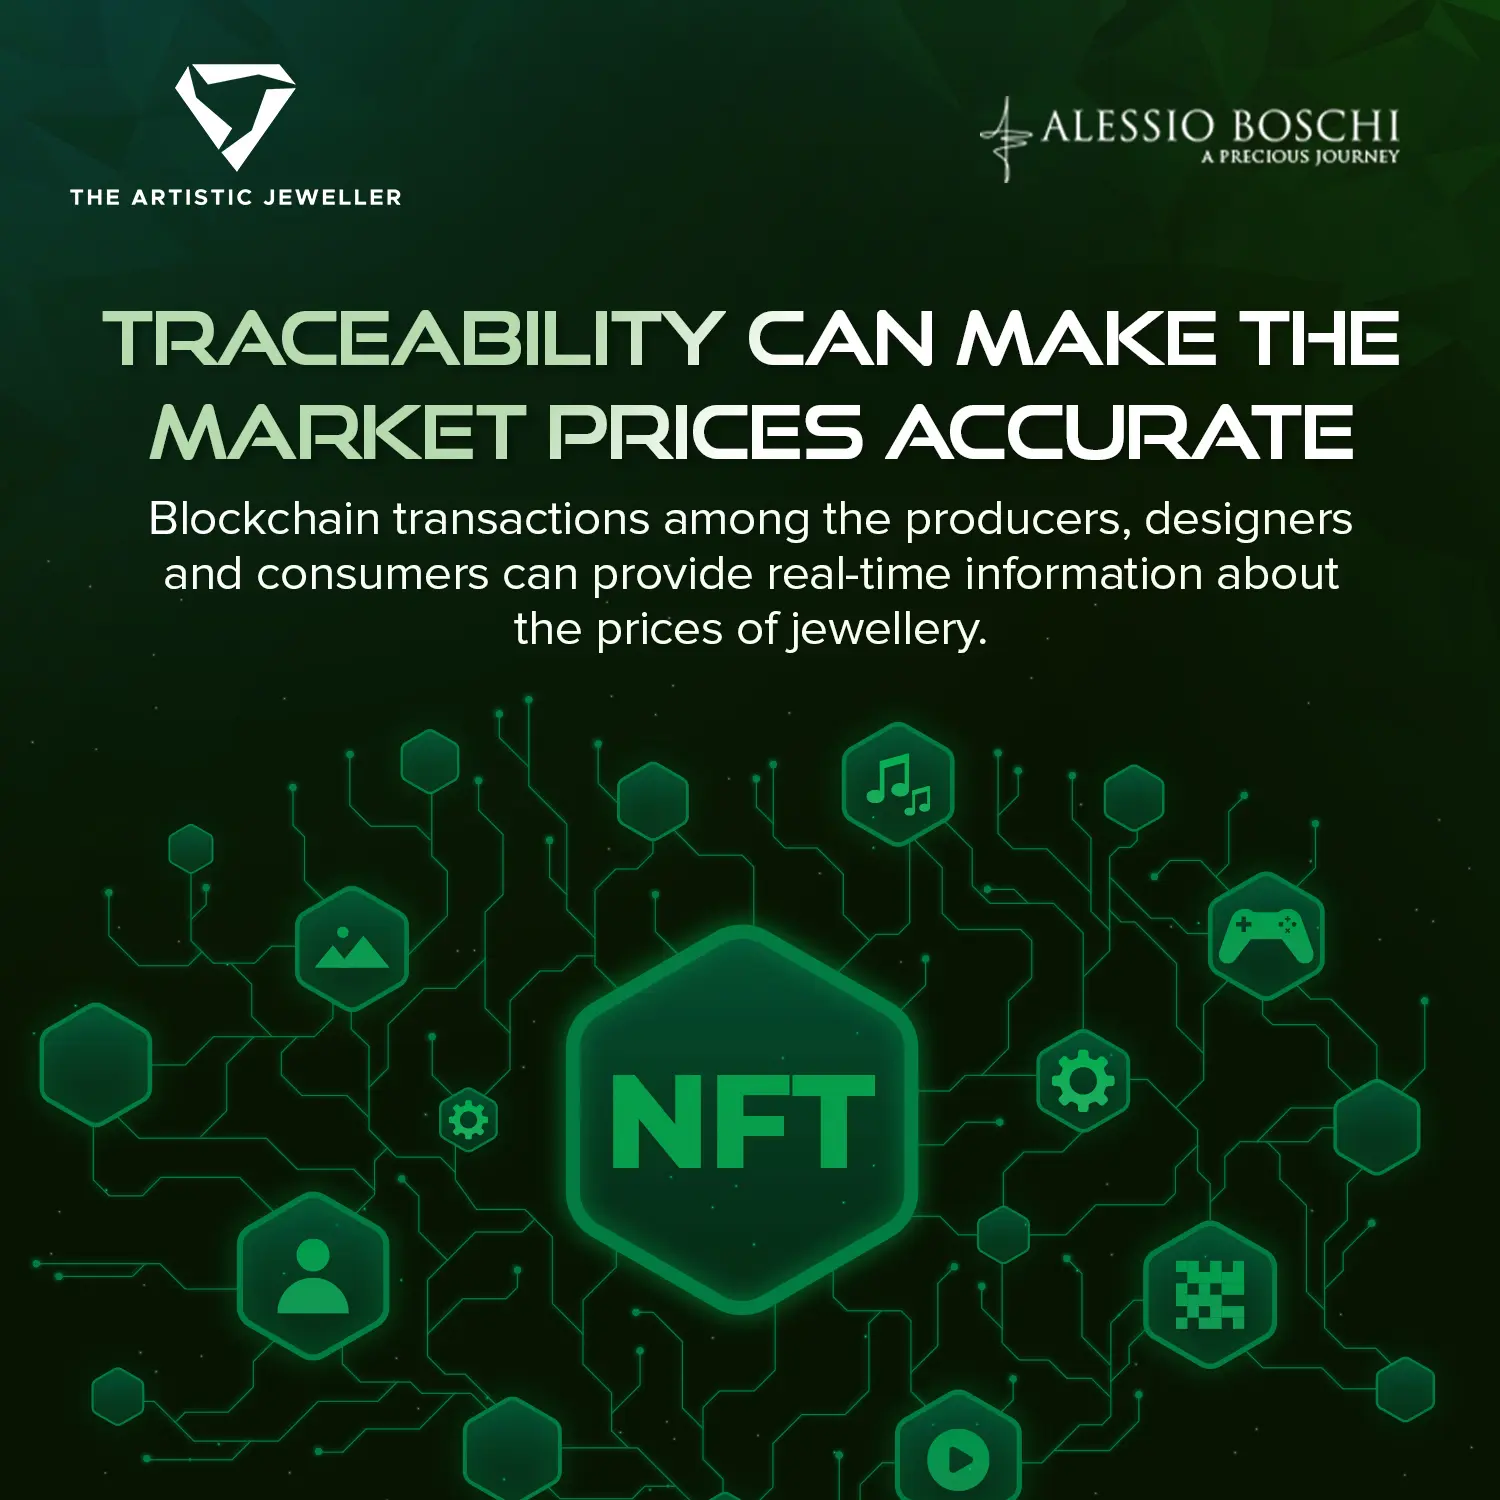 THE ARTISTIC JEWELLER
ALESSIO BOSCHI
A PRECIOUS JOURNEY
TRACEABILITY CAN MAKE THE
MARKET PRICES ACCURATE
Blockchain transactions among the producers, designers
and consumers can provide real-time information about
the prices of jewellery.
NFT